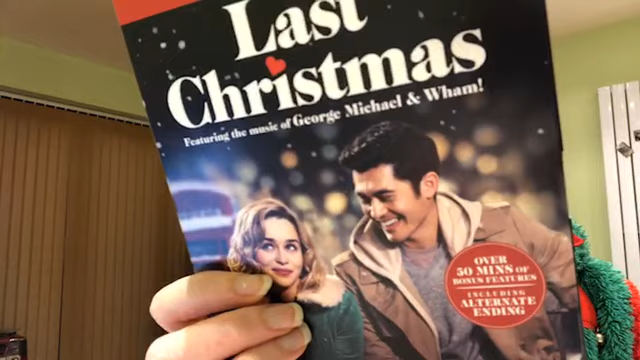 Last
Christmas
Featuring the music of George Michael & Wham!
OVER
50 MINS OF
BONUS FEATURES
INCLUDING
ALTERNATE
ENDING